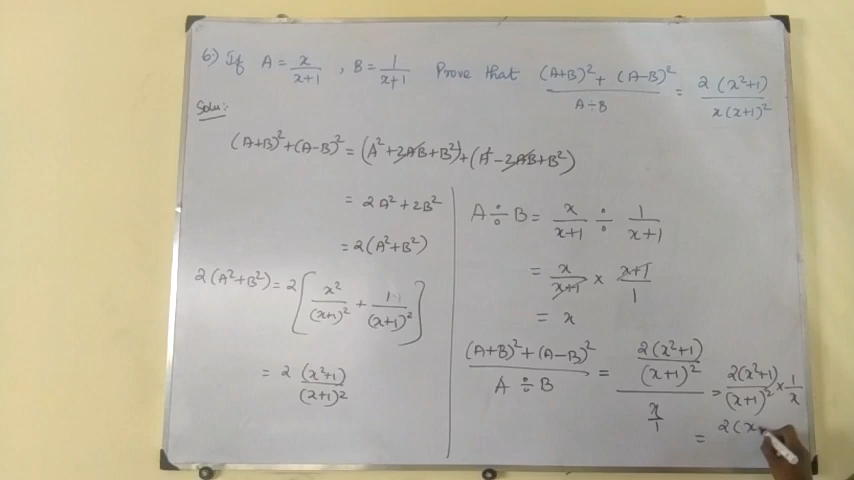 6) If A = x/(x+1) , B = 1/(x+1) Prove that ((A+B)² + (A-B)²)/(A÷B) = 2(x²+1)/(x(x+1)²)
Solu:-
(A+B)² + (A-B)² = (A² + 2AB + B²) + (A² - 2AB + B²)
= 2A² + 2B²
= 2(A² + B²)
2(A² + B²) = 2[x²/(x+1)² + 1/(x+1)²]
= 2 (x²+1)/(x+1)²
A ÷ B = x/(x+1) ÷ 1/(x+1)
= x/(x+1) × (x+1)/1
= x
((A+B)² + (A-B)²)/(A ÷ B) = (2(x²+1)/(x+1)²)/(x/1) = 2(x²+1)/(x+1)² × 1/x
= 2(x